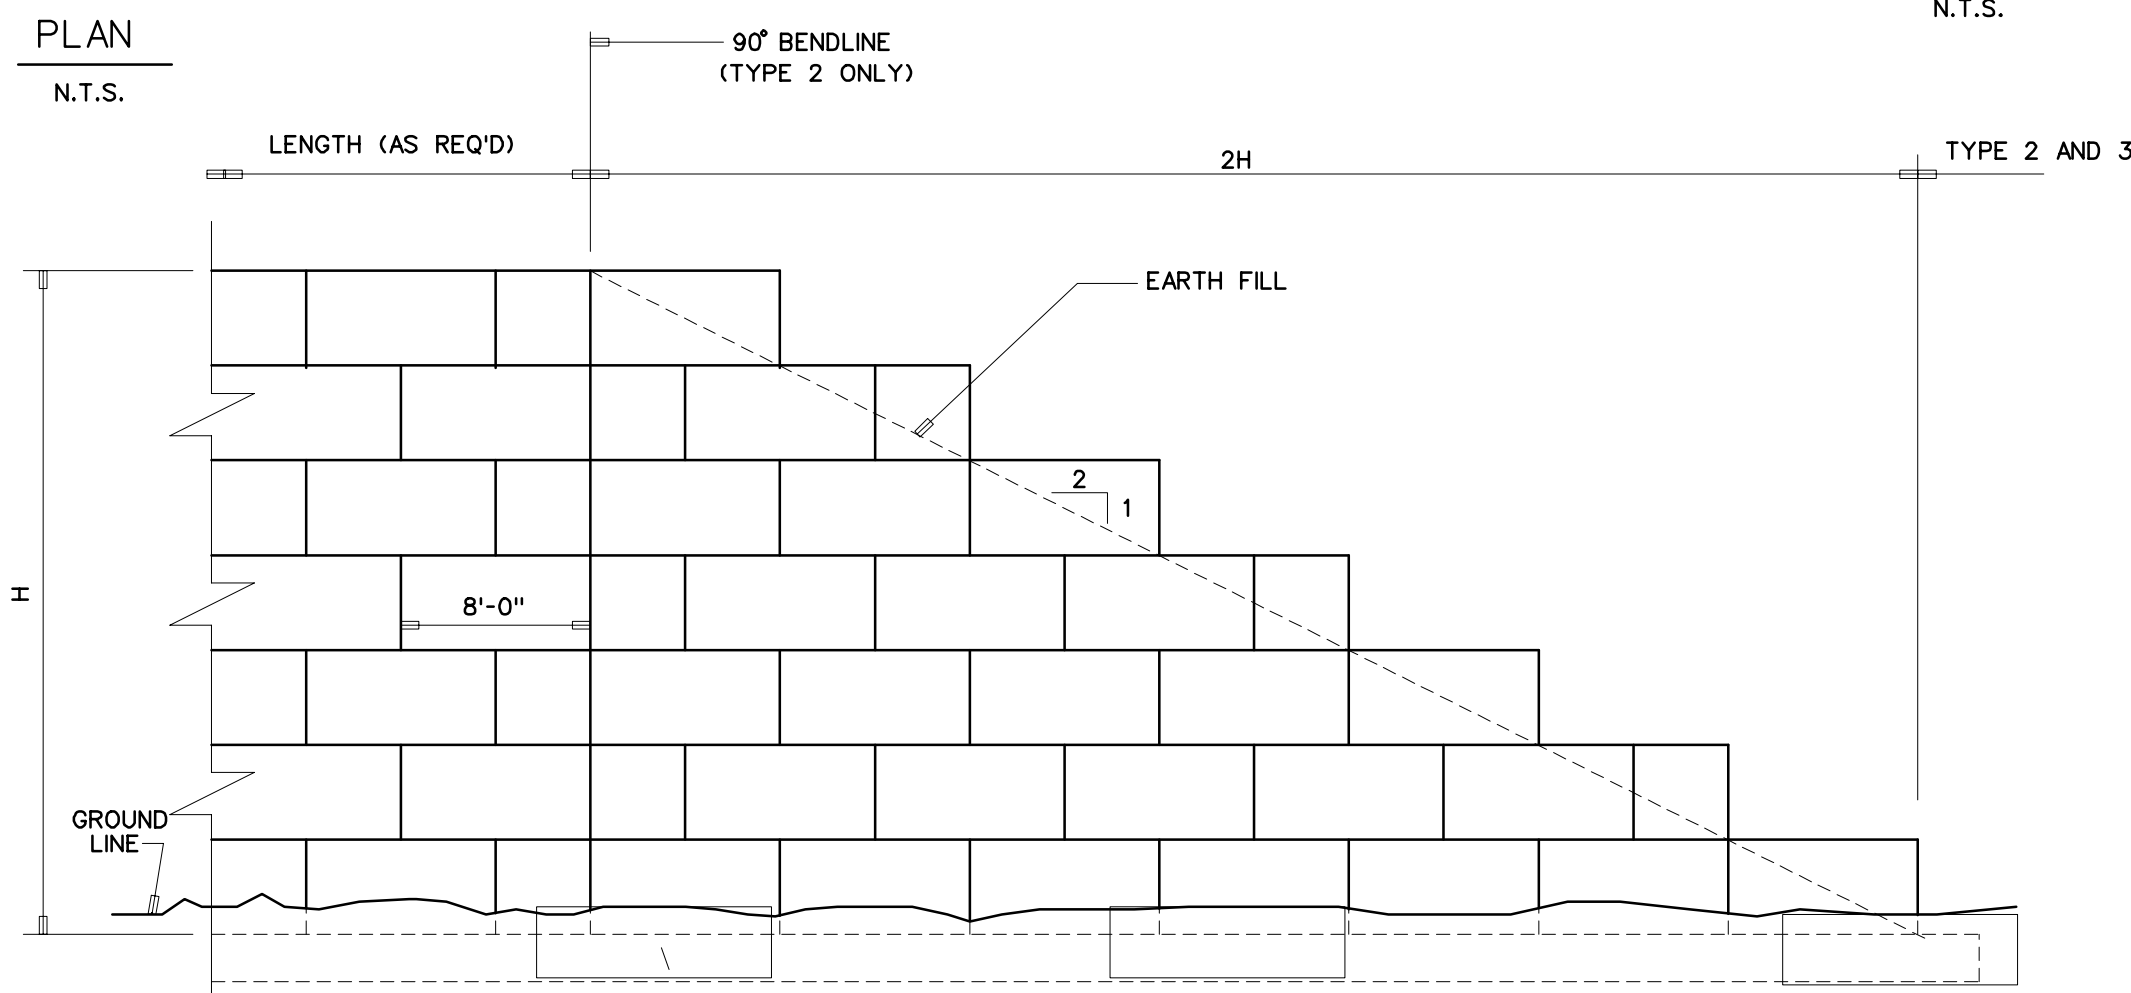 PLAN
N.T.S.
N.T.S.
90° BENDLINE
(TYPE 2 ONLY)
LENGTH (AS REQ'D)
2H
TYPE 2 AND 3
EARTH FILL
2
1
H
8'-0"
GROUND
LINE